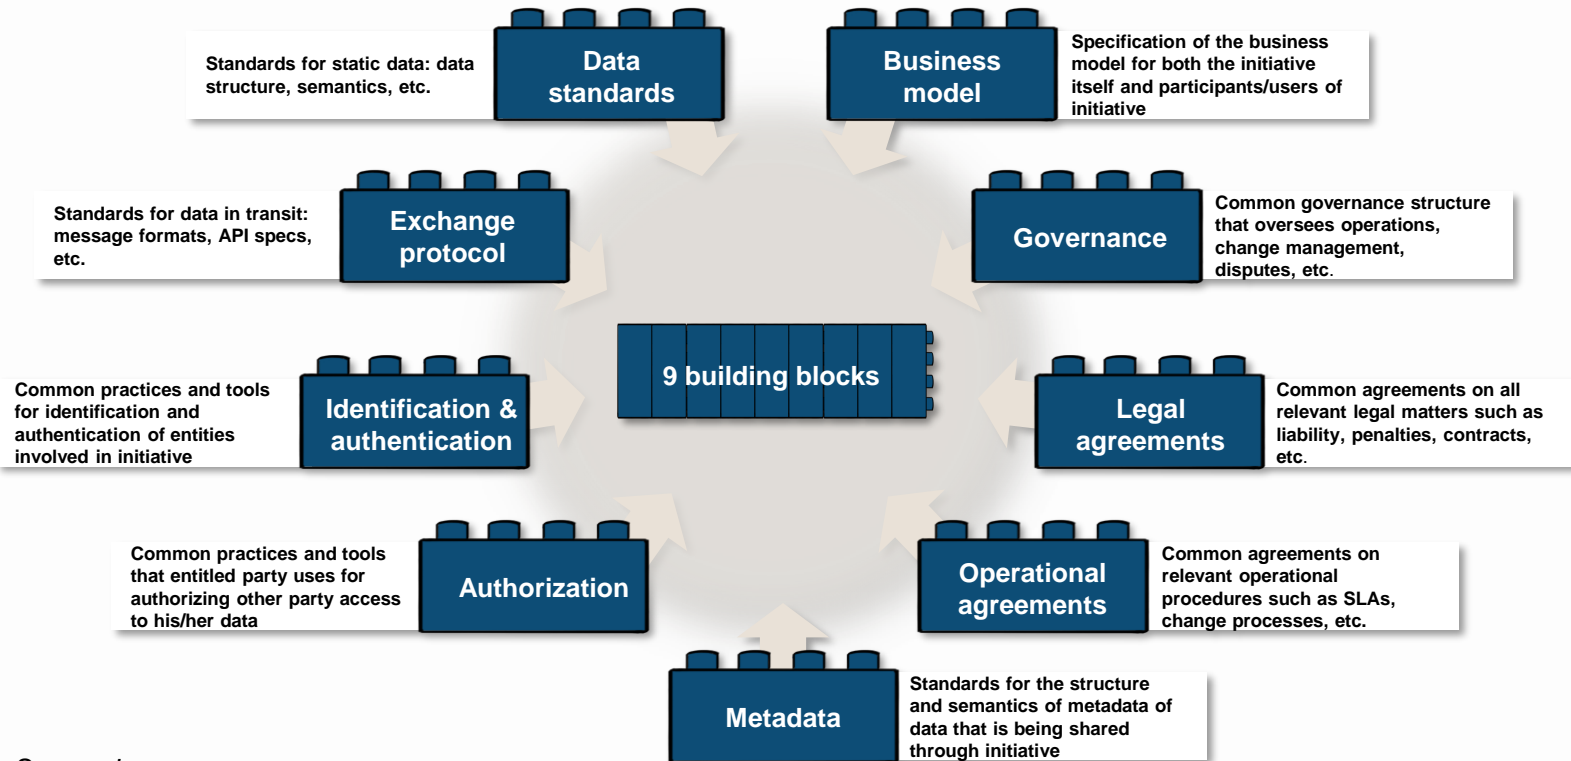 Data
standards
Standards for static data: data
structure, semantics, etc.
Business
model
Specification of the business
model for both the initiative
itself and participants/users of
initiative
Exchange
protocol
Standards for data in transit:
message formats, API specs,
etc.
Governance
Common governance structure
that oversees operations,
change management,
disputes, etc.
9 building blocks
Identification &
authentication
Common practices and tools
for identification and
authentication of entities
involved in initiative
Legal
agreements
Common agreements on all
relevant legal matters such as
liability, penalties, contracts,
etc.
Authorization
Common practices and tools
that entitled party uses for
authorizing other party access
to his/her data
Operational
agreements
Common agreements on
relevant operational
procedures such as SLAs,
change processes, etc.
Metadata
Standards for the structure
and semantics of metadata of
data that is being shared
through initiative